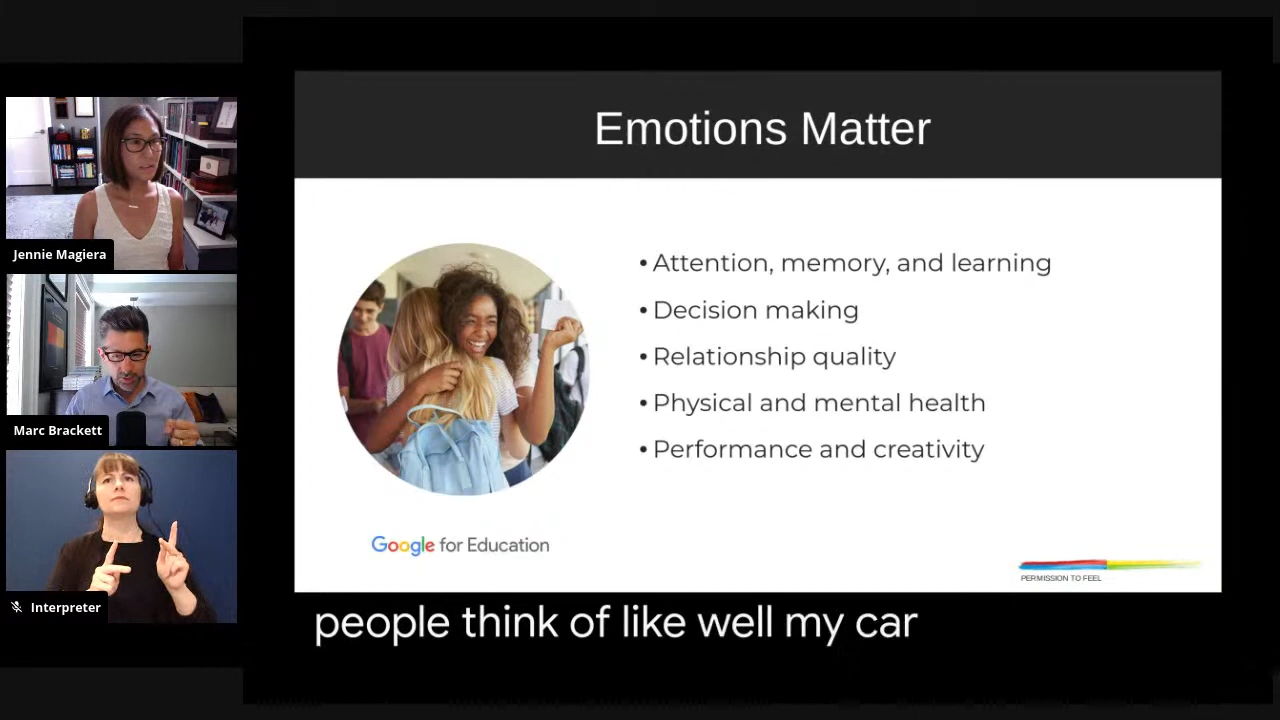 Emotions Matter
Jennie Magiera
Marc Brackett
Interpreter
• Attention, memory, and learning
• Decision making
• Relationship quality
• Physical and mental health
• Performance and creativity
Google for Education
PERMISSION TO FEEL
people think of like well my car